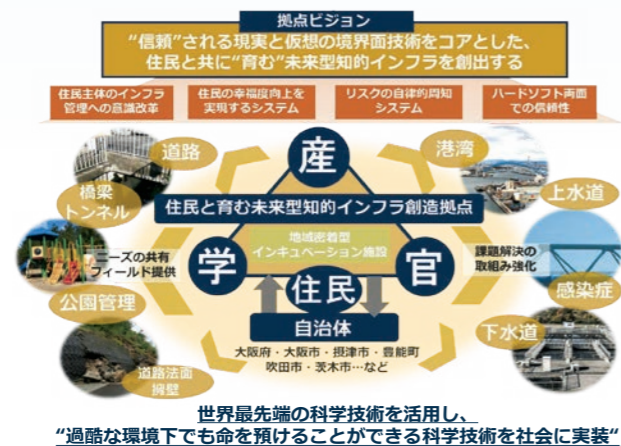 拠点ビジョン
“信頼”される現実と仮想の境界面技術をコアとした、
住民と共に“育む”未来型知的インフラを創出する
住民主体のインフラ
管理への意識改革
住民の幸福度向上を
実現するシステム
リスクの自律的周知
システム
ハードソフト両面
での信頼性
道路
産
港湾
橋梁
トンネル
上水道
住民と育む未来型知的インフラ創造拠点
地域密着型
インキュベーション施設
ニーズの共有
フィールド提供
学
官
課題解決の
取組み強化
住民
公園管理
感染症
自治体
下水道
大阪府・大阪市・摂津市・豊能町
吹田市・茨木市…など
道路法面
擁壁
世界最先端の科学技術を活用し、
“過酷な環境下でも命を預けることができる科学技術を社会に実装“